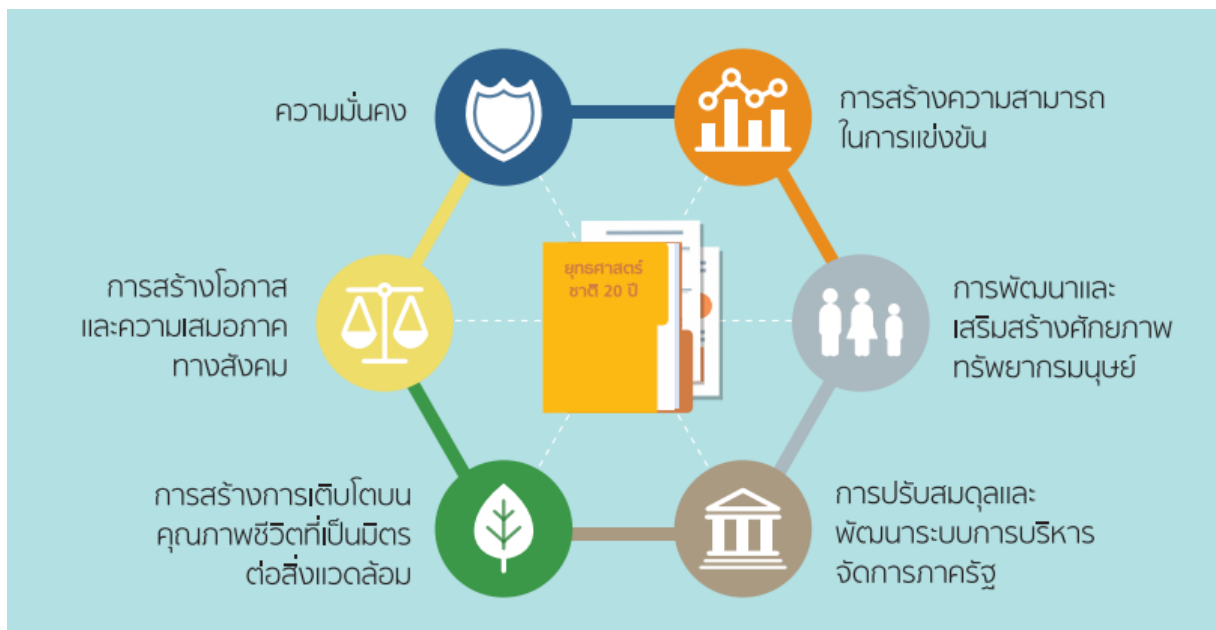 ความมั่นคง
การสร้างความสามารถ
ในการแข่งขัน
ยุทธศาสตร์
ชาติ 20 ปี
การสร้างโอกาส
และความเสมอภาค
ทางสังคม
การพัฒนาและ
เสริมสร้างศักยภาพ
ทรัพยากรมนุษย์
การสร้างการเติบโตบน
คุณภาพชีวิตที่เป็นมิตร
ต่อสิ่งแวดล้อม
การปรับสมดุลและ
พัฒนาระบบการบริหาร
จัดการภาครัฐ